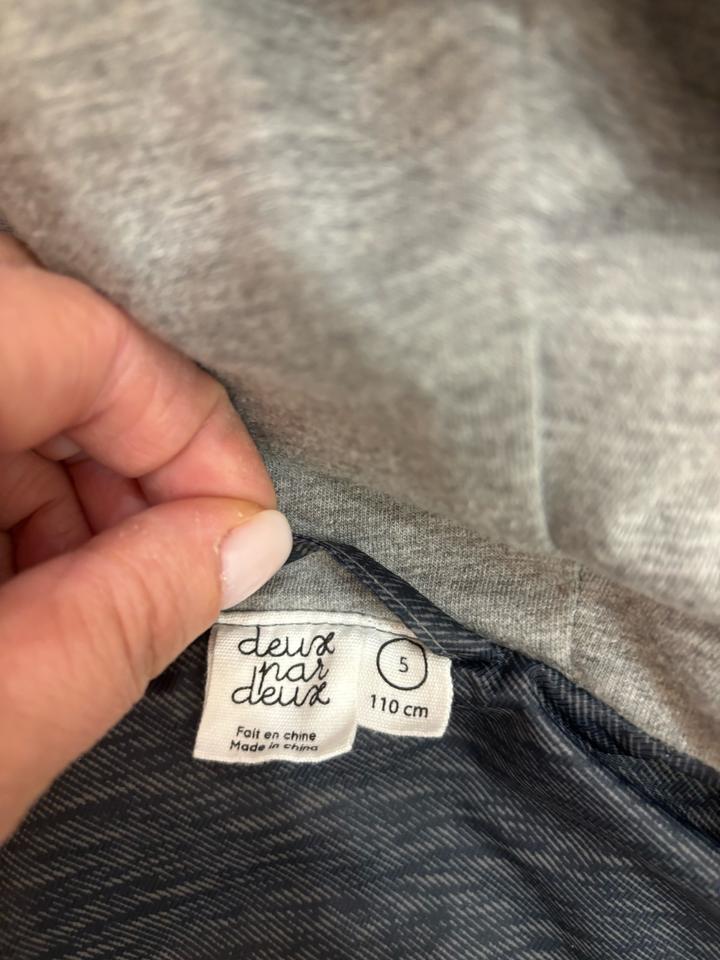 deux
par
deux
Fait en chine
Made in china
5
110 cm